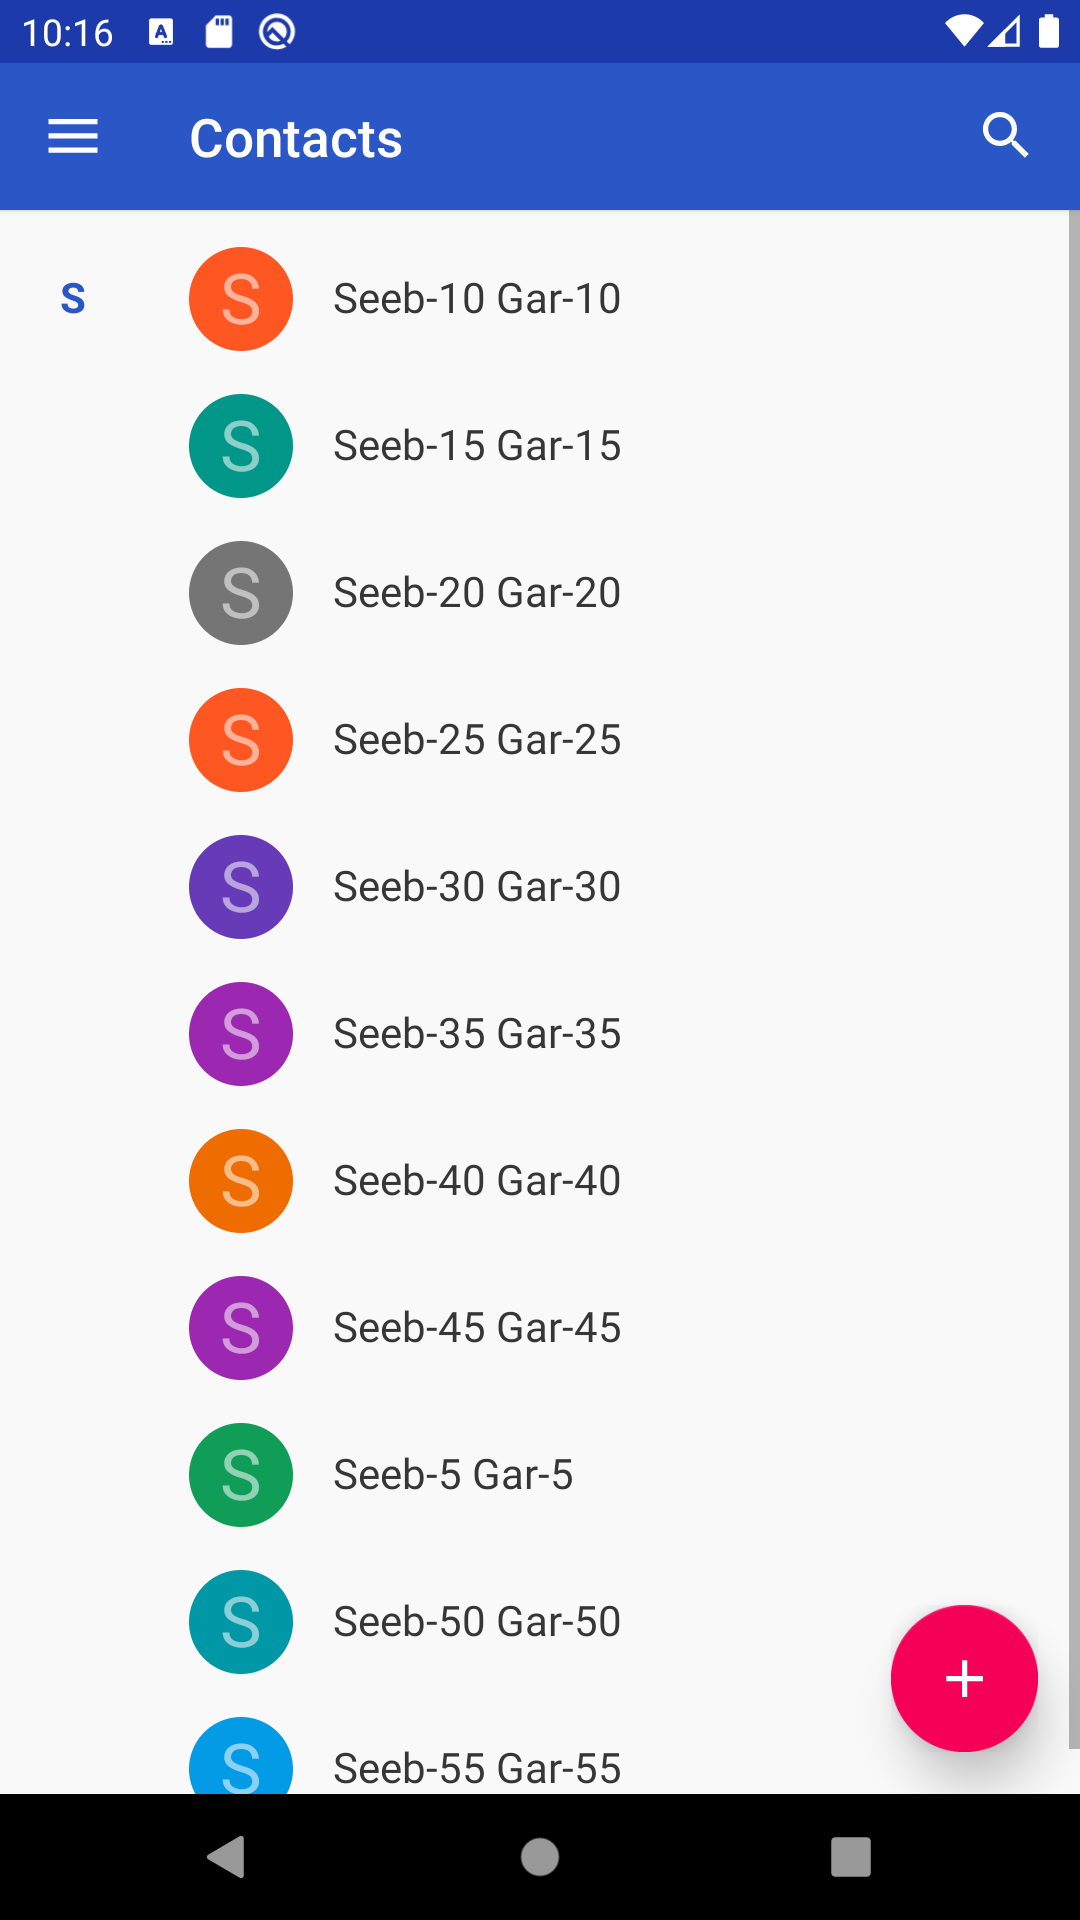 10:16
Contacts
S
S Seeb-10 Gar-10
S Seeb-15 Gar-15
S Seeb-20 Gar-20
S Seeb-25 Gar-25
S Seeb-30 Gar-30
S Seeb-35 Gar-35
S Seeb-40 Gar-40
S Seeb-45 Gar-45
S Seeb-5 Gar-5
S Seeb-50 Gar-50
S Seeb-55 Gar-55